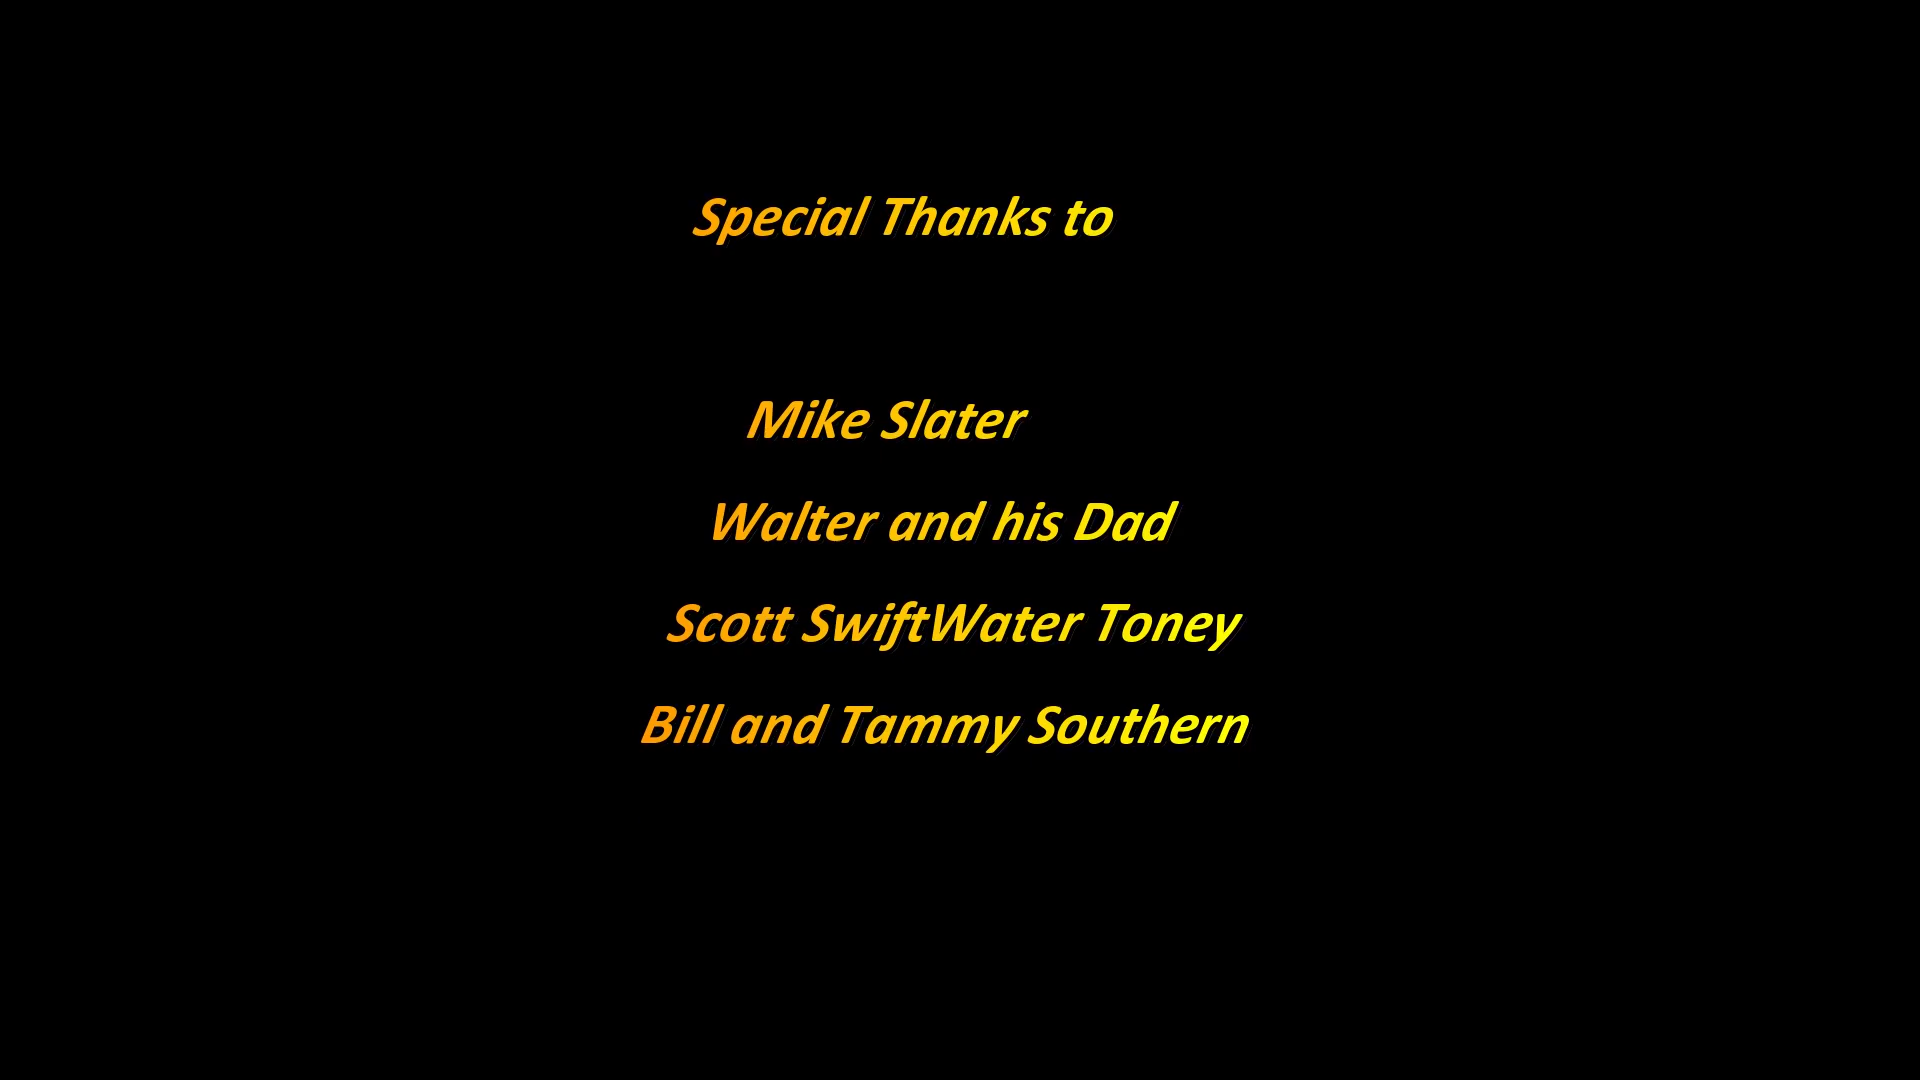 Special Thanks to
Mike Slater
Walter and his Dad
Scott SwiftWater Toney
Bill and Tammy Southern